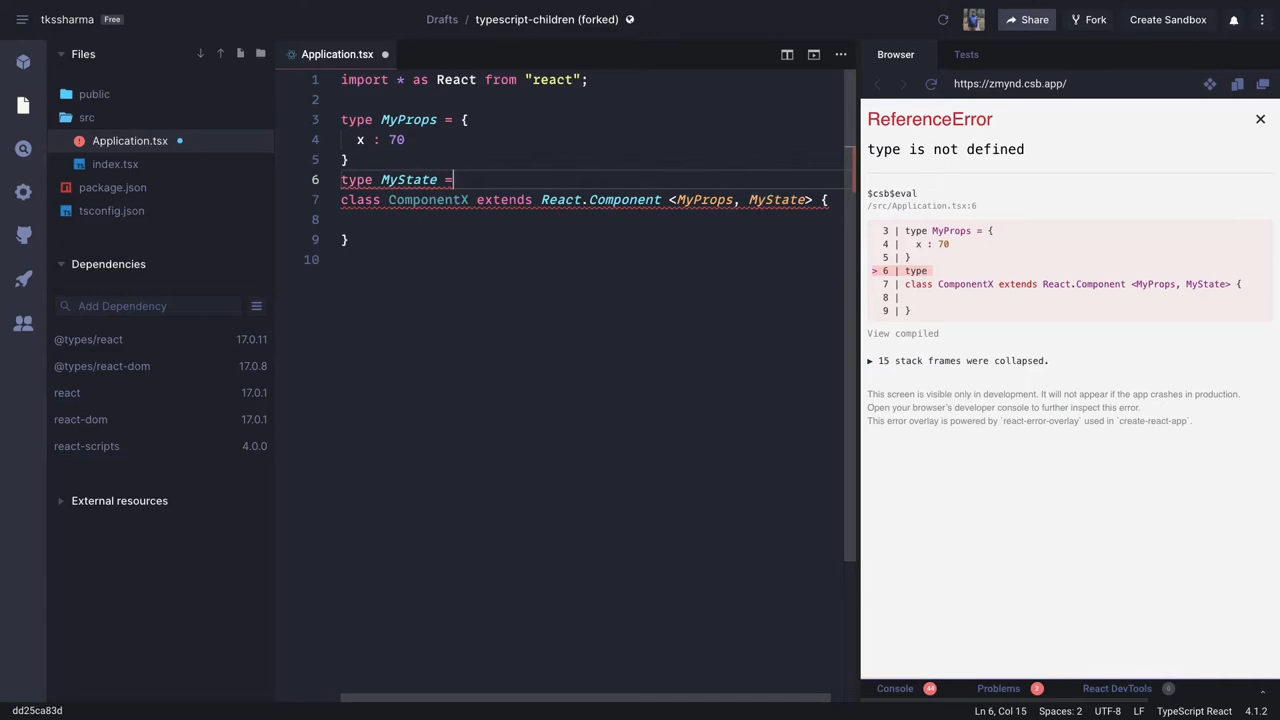 tkssharma
Free
Drafts / typescript-children (forked)
Share
Fork
Create Sandbox
Files
public
src
Application.tsx
index.tsx
package.json
tsconfig.json
Dependencies
Add Dependency
@types/react 17.0.11
@types/react-dom 17.0.8
react 17.0.1
react-dom 17.0.1
react-scripts 4.0.0
External resources
dd25ca83d
Application.tsx
1 import * as React from "react";
2
3 type MyProps = {
4 x : 70
5 }
6 type MyState =
7 class ComponentX extends React.Component <MyProps, MyState> {
8
9 }
10
Browser
Tests
https://zmynd.csb.app/
ReferenceError
type is not defined
$csb$eval
/src/Application.tsx:6
3 | type MyProps = {
4 | x : 70
5 | }
> 6 | type
7 | class ComponentX extends React.Component <MyProps, MyState> {
8 |
9 | }
View compiled
▶ 15 stack frames were collapsed.
This screen is visible only in development. It will not appear if the app crashes in production.
Open your browser's developer console to further inspect this error.
This error overlay is powered by `react-error-overlay` used in `create-react-app`.
Console 44
Problems 2
React DevTools 0
Ln 6, Col 15
Spaces: 2
UTF-8
LF
TypeScript React
4.1.2